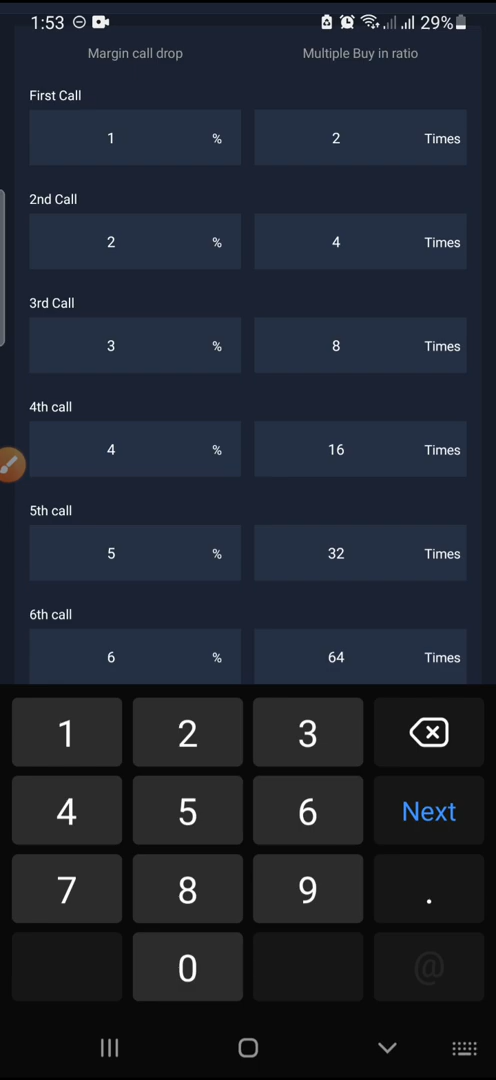 1:53 29%
Margin call drop Multiple Buy in ratio
First Call
1 % 2 Times
2nd Call
2 % 4 Times
3rd Call
3 % 8 Times
4th call
4 % 16 Times
5th call
5 % 32 Times
6th call
6 % 64 Times
1 2 3
4 5 6 Next
7 8 9 .
0 @